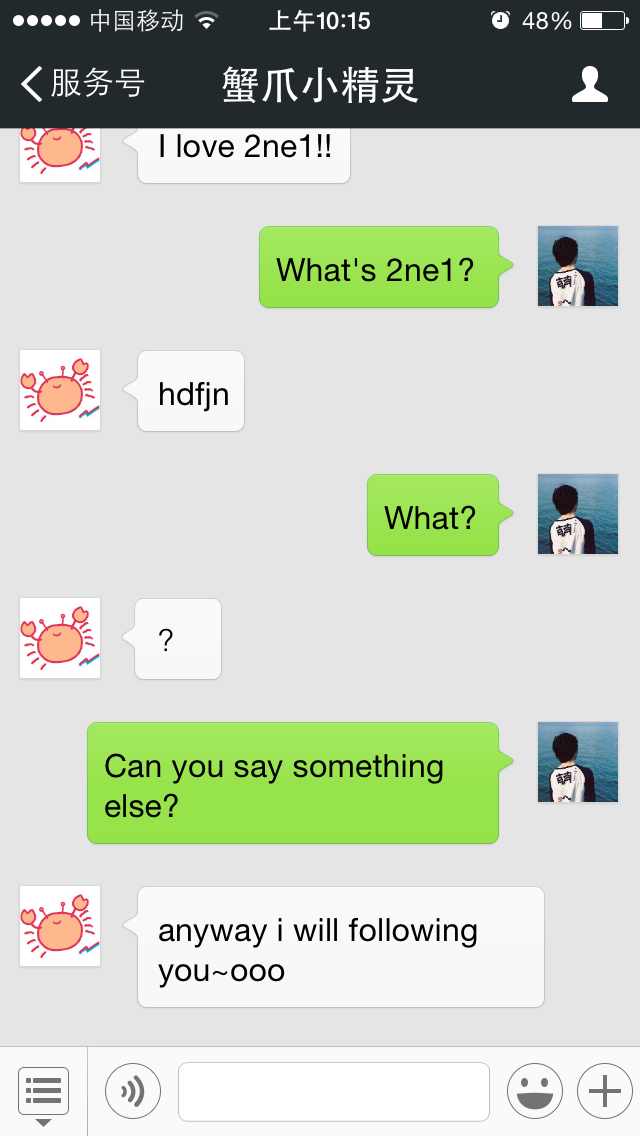 中国移动 上午10:15 48%
服务号 蟹爪小精灵
I love 2ne1!!
What's 2ne1?
hdfjn
What?
?
Can you say something
else?
anyway i will following
you~ooo